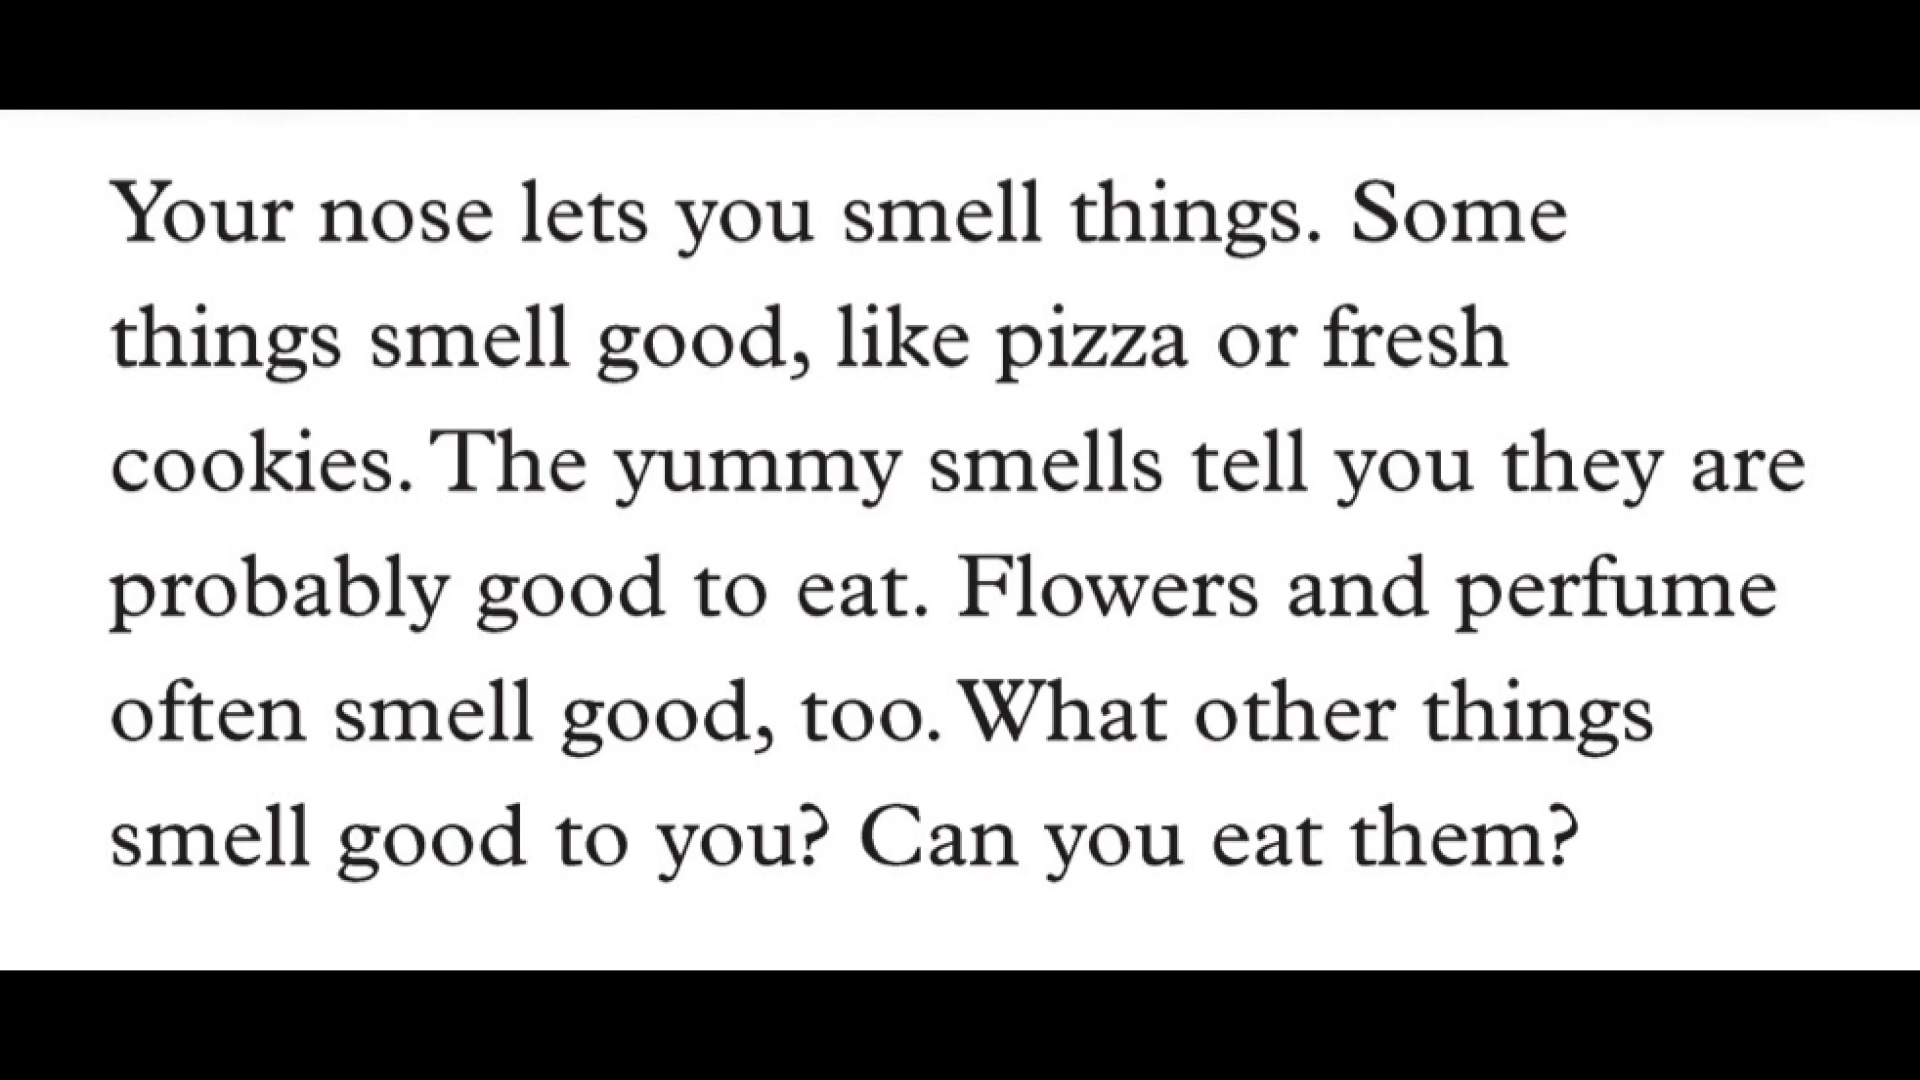 Your nose lets you smell things. Some
things smell good, like pizza or fresh
cookies. The yummy smells tell you they are
probably good to eat. Flowers and perfume
often smell good, too. What other things
smell good to you? Can you eat them?